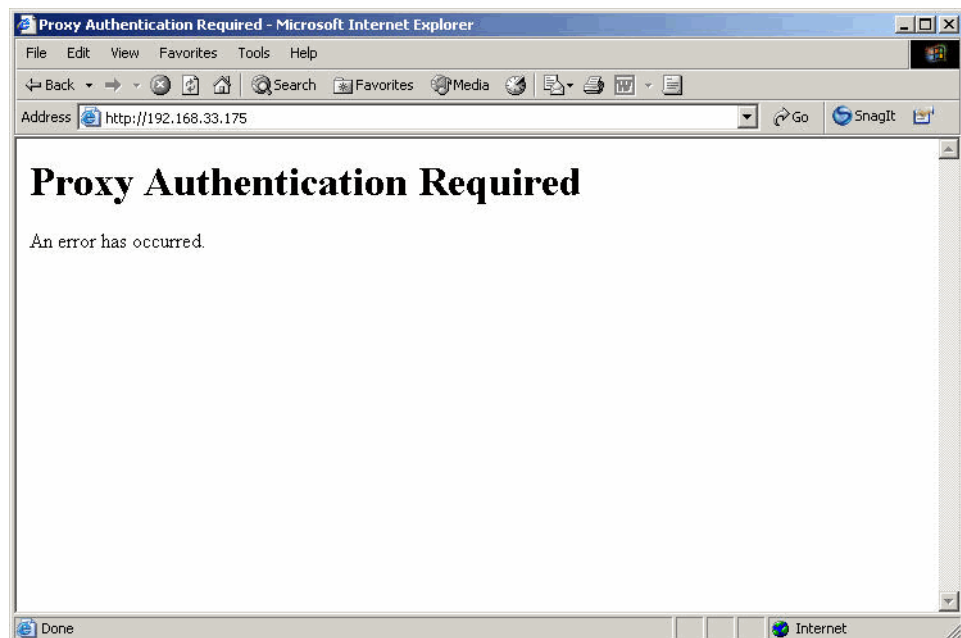 Proxy Authentication Required - Microsoft Internet Explorer
File Edit View Favorites Tools Help
Back Search Favorites Media
Address http://192.168.33.175 Go SnagIt
Proxy Authentication Required
An error has occurred.
Done Internet